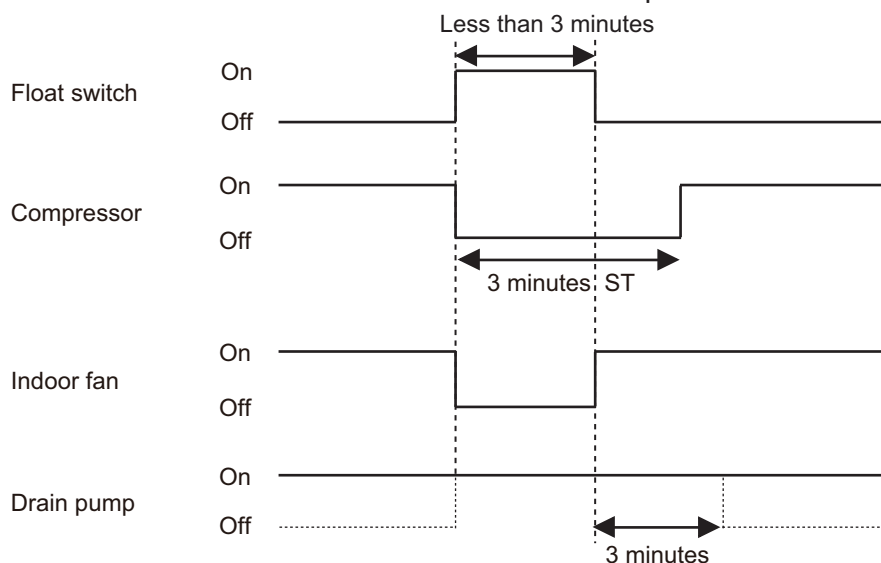 Less than 3 minutes
Float switch
On
Off
Compressor
On
Off
3 minutes ST
Indoor fan
On
Off
Drain pump
On
Off
3 minutes